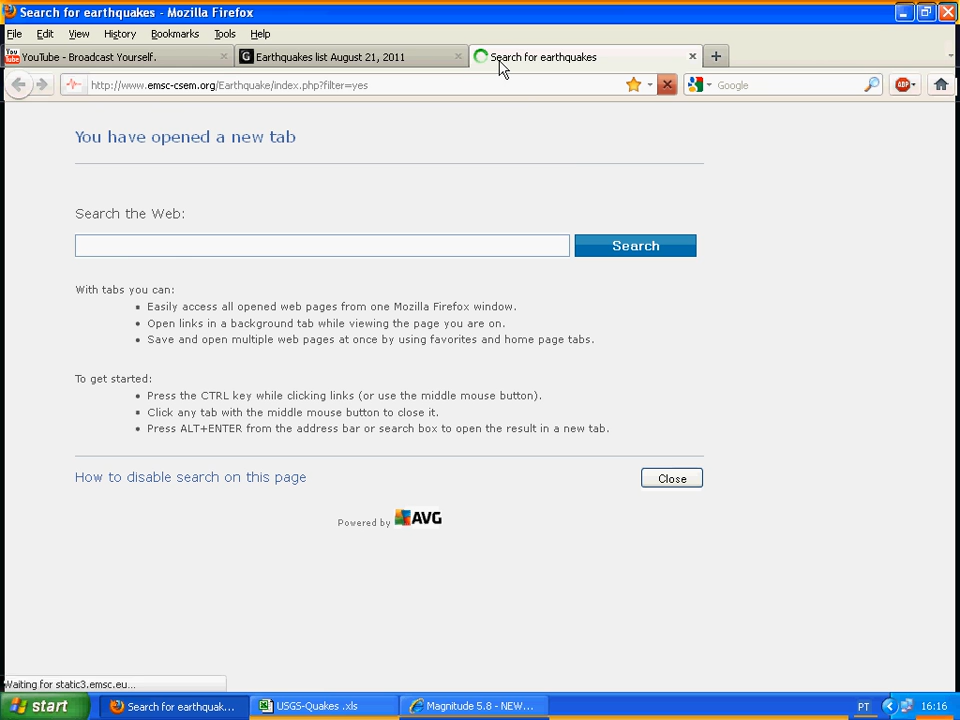 Search for earthquakes - Mozilla Firefox
File Edit View History Bookmarks Tools Help
YouTube - Broadcast Yourself. Earthquakes list August 21, 2011 Search for earthquakes
http://www.emsc-csem.org/Earthquake/index.php?filter=yes Google
You have opened a new tab
Search the Web:
Search
With tabs you can:
Easily access all opened web pages from one Mozilla Firefox window.
Open links in a background tab while viewing the page you are on.
Save and open multiple web pages at once by using favorites and home page tabs.
To get started:
Press the CTRL key while clicking links (or use the middle mouse button).
Click any tab with the middle mouse button to close it.
Press ALT+ENTER from the address bar or search box to open the result in a new tab.
How to disable search on this page Close
Powered by AVG
Waiting for static3.emsc.eu...
start Search for earthquak... USGS-Quakes .xls Magnitude 5.8 - NEW... PT 16:16